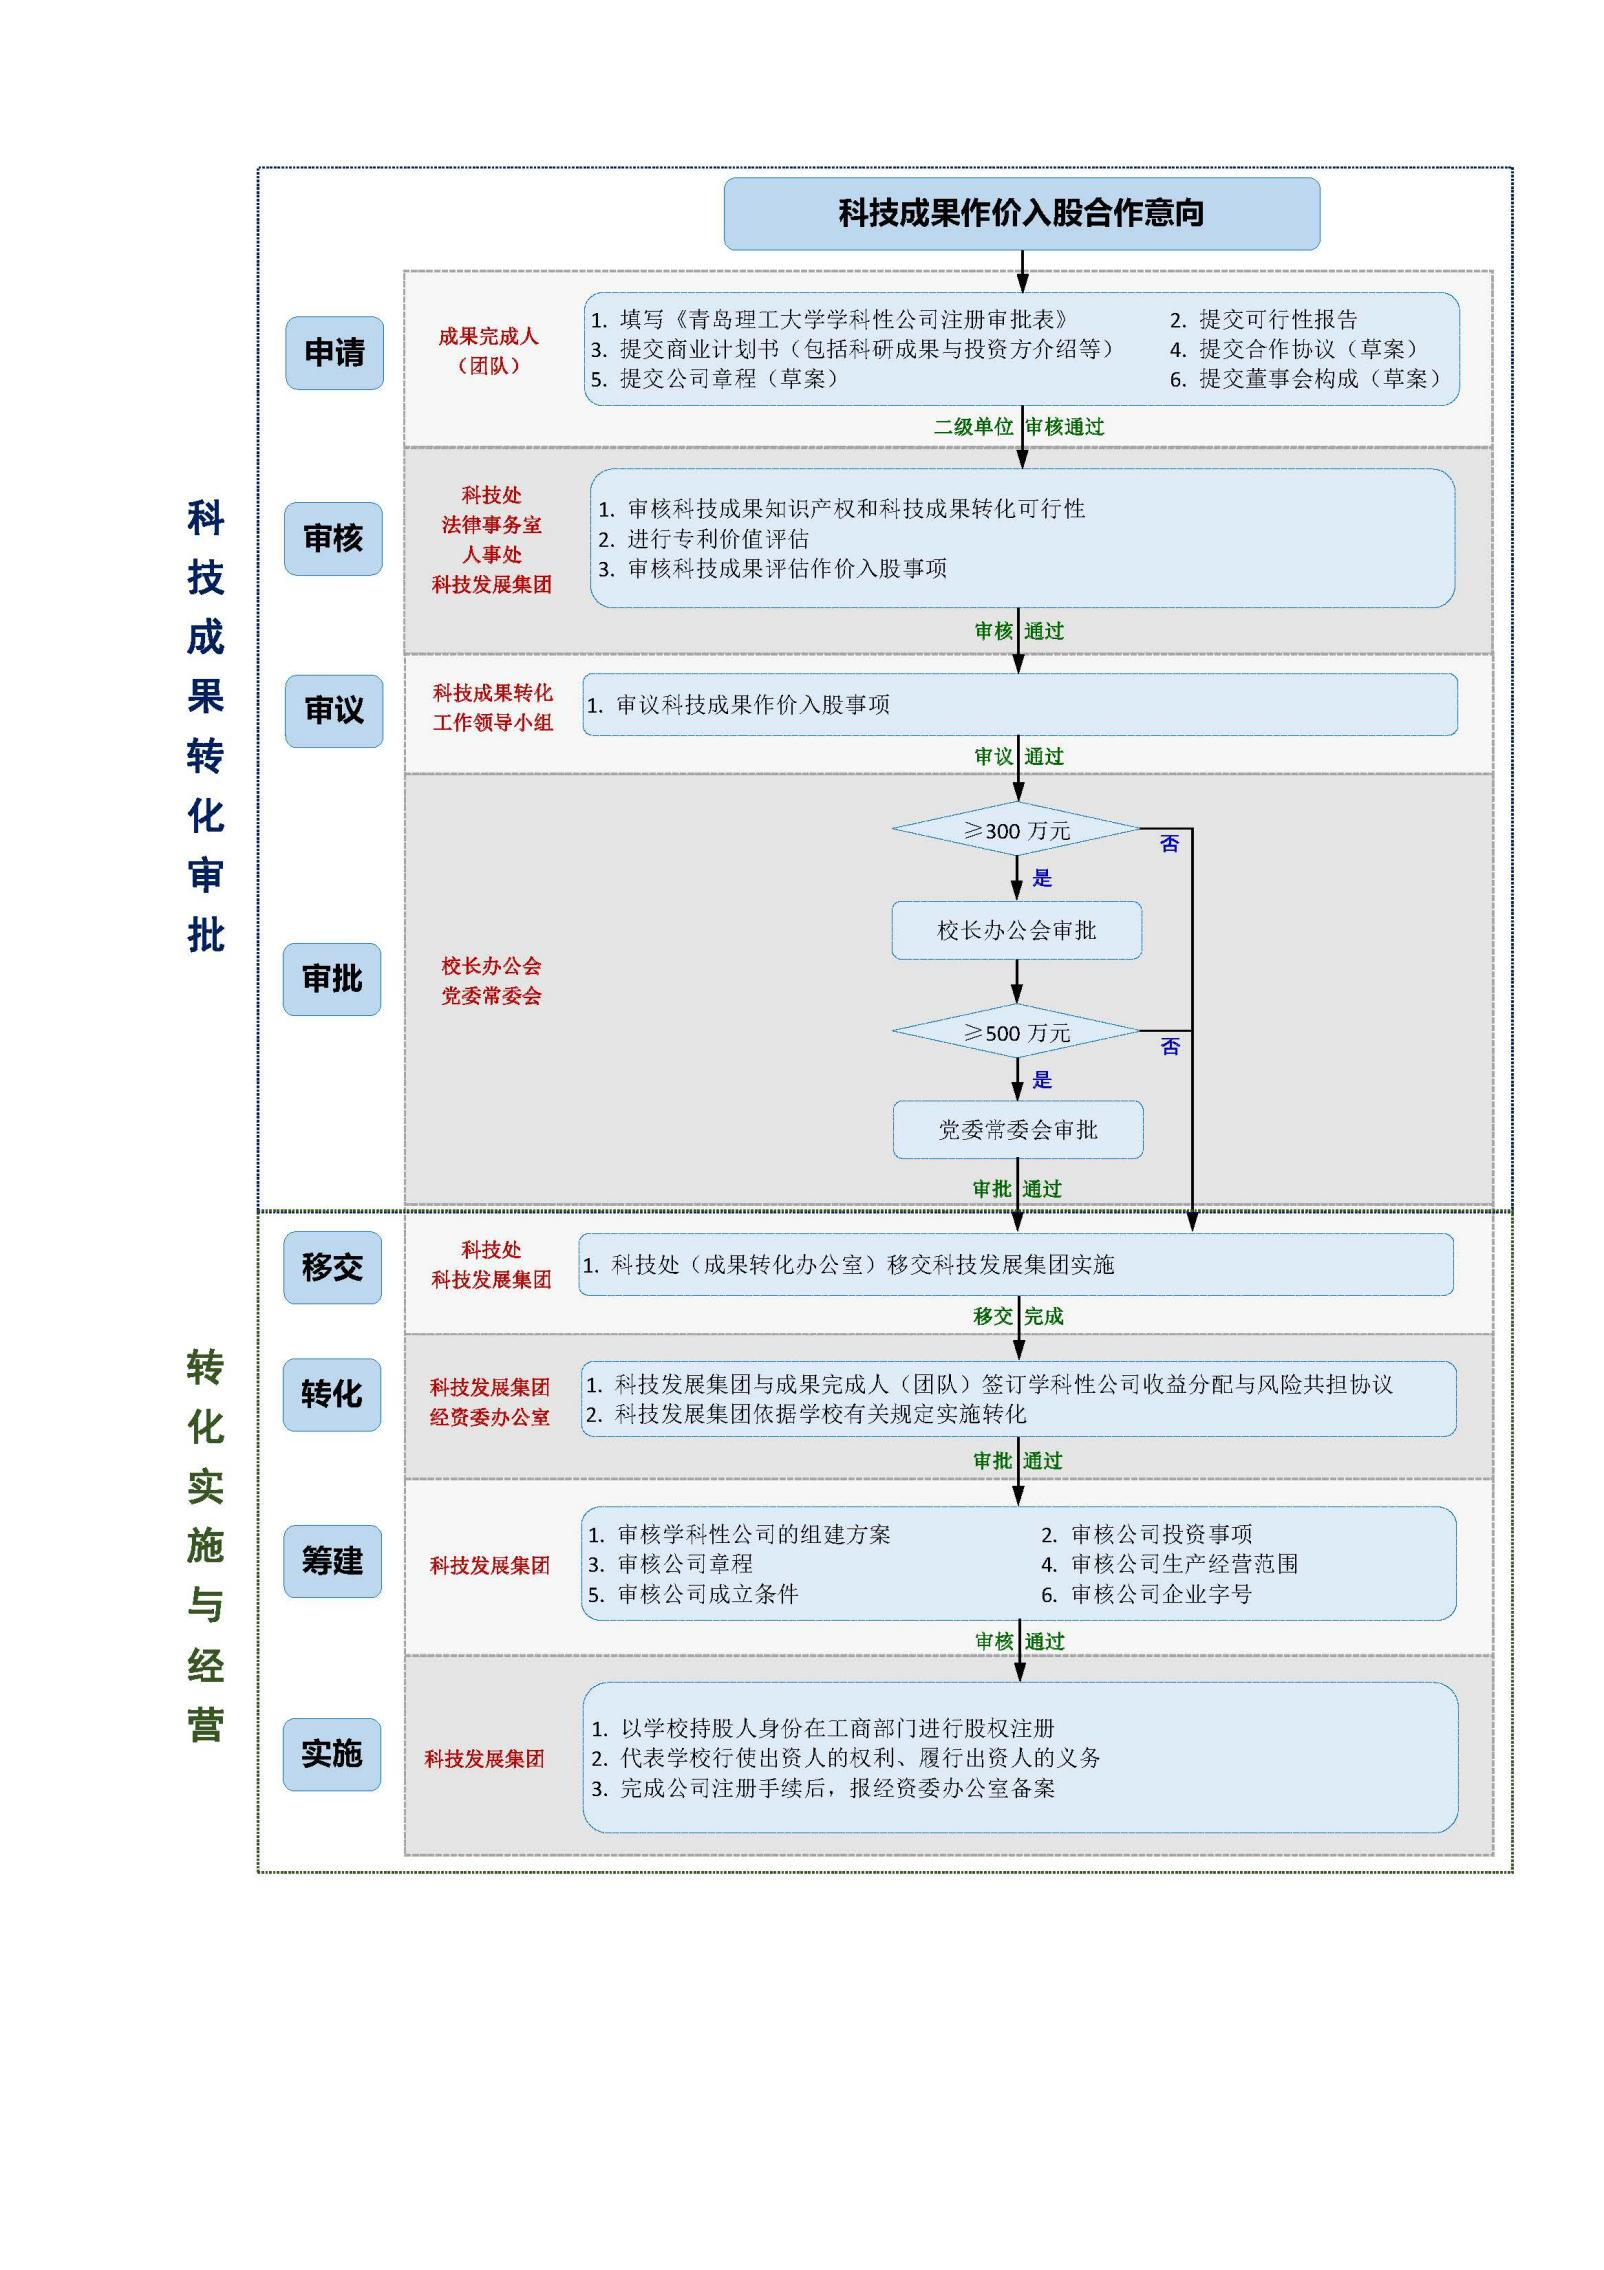 科技成果转化审批
科技成果作价入股合作意向
申请
成果完成人
（团队）
1. 填写《青岛理工大学学科性公司注册审批表》 2. 提交可行性报告
3. 提交商业计划书（包括科研成果与投资方介绍等） 4. 提交合作协议（草案）
5. 提交公司章程（草案） 6. 提交董事会构成（草案）
二级单位 审核通过
审核
科技处
法律事务室
人事处
科技发展集团
1. 审核科技成果知识产权和科技成果转化可行性
2. 进行专利价值评估
3. 审核科技成果评估作价入股事项
审核 通过
审议
科技成果转化
工作领导小组
1. 审议科技成果作价入股事项
审议 通过
审批
校长办公会
党委常委会
≥300 万元
否
是
校长办公会审批
≥500 万元
否
是
党委常委会审批
审批 通过
转化实施与经营
移交
科技处
科技发展集团
1. 科技处（成果转化办公室）移交科技发展集团实施
移交 完成
转化
科技发展集团
经资委办公室
1. 科技发展集团与成果完成人（团队）签订学科性公司收益分配与风险共担协议
2. 科技发展集团依据学校有关规定实施转化
审批 通过
筹建
科技发展集团
1. 审核学科性公司的组建方案 2. 审核公司投资事项
3. 审核公司章程 4. 审核公司生产经营范围
5. 审核公司成立条件 6. 审核公司企业字号
审核 通过
实施
科技发展集团
1. 以学校持股人身份在工商部门进行股权注册
2. 代表学校行使出资人的权利、履行出资人的义务
3. 完成公司注册手续后，报经资委办公室备案